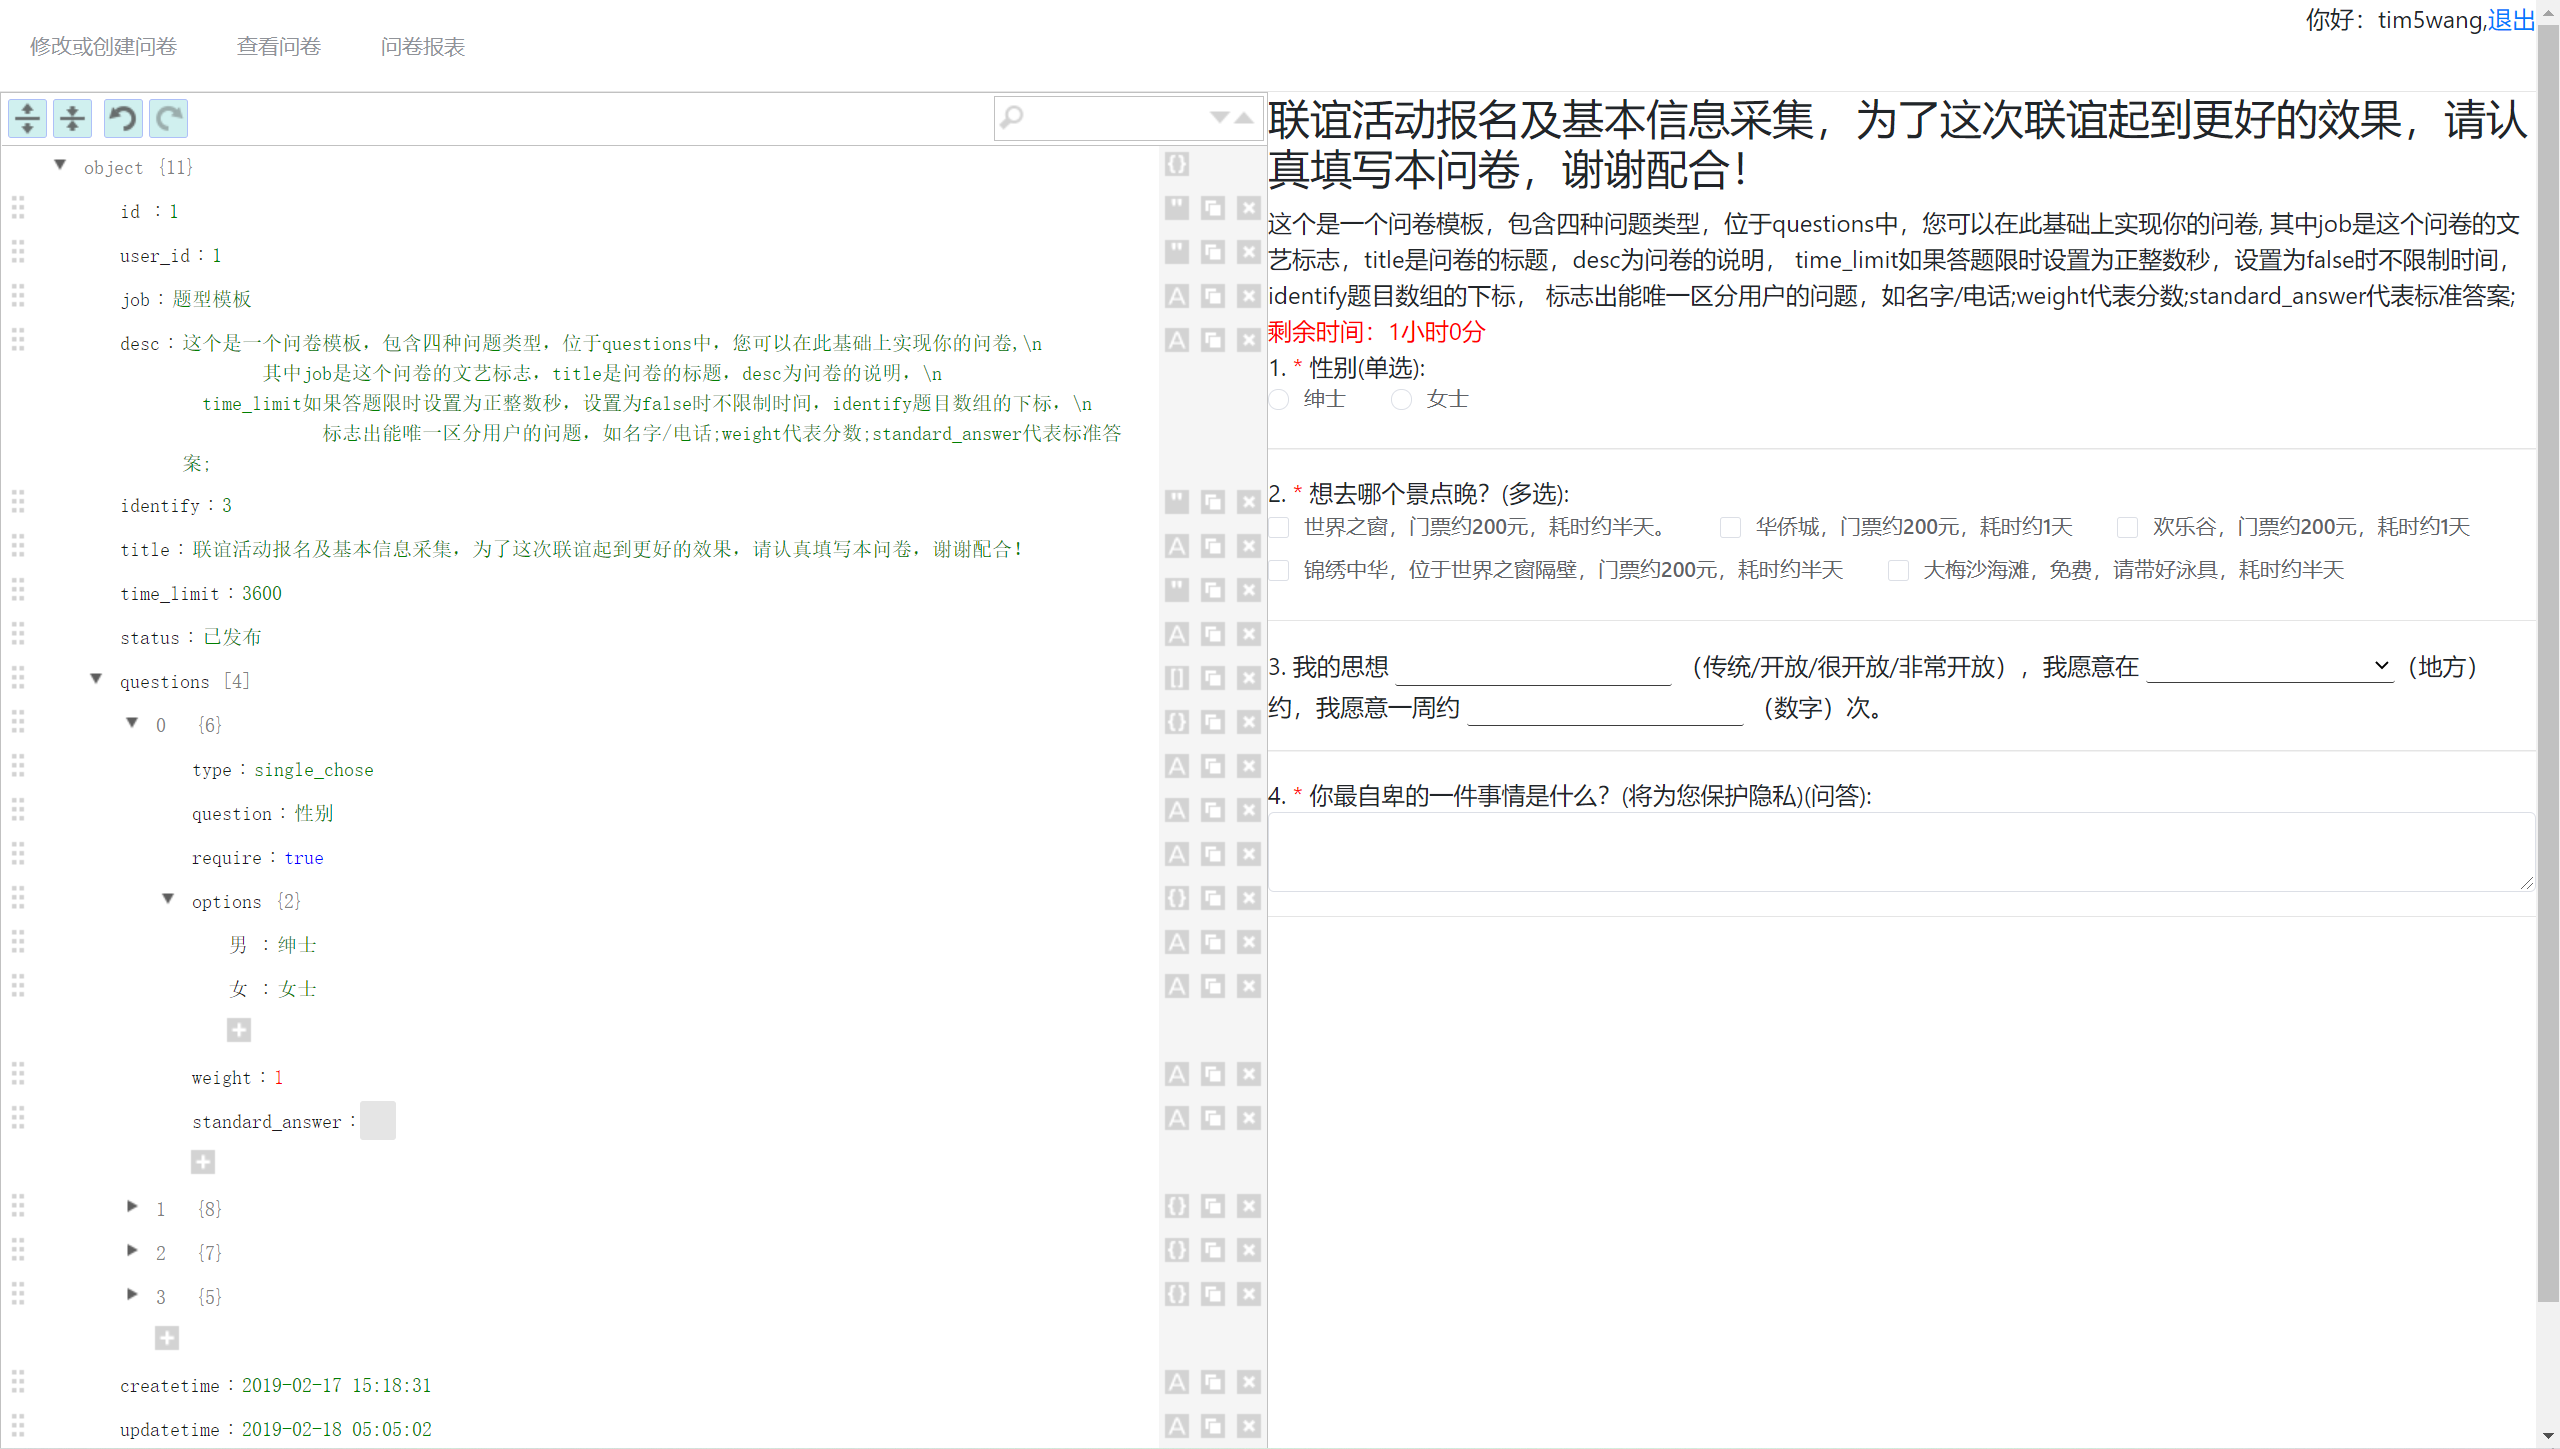 你好：tim5wang,退出
修改或创建问卷
查看问卷
问卷报表
object {11}
id : 1
user_id : 1
job : 题型模板
desc : 这个是一个问卷模板，包含四种问题类型，位于questions中，您可以在此基础上实现你的问卷,\n
其中job是这个问卷的文艺标志，title是问卷的标题，desc为问卷的说明，\n
time_limit如果答题限时设置为正整数秒，设置为false时不限制时间，identify题目数组的下标，\n
标志出能唯一区分用户的问题，如名字/电话;weight代表分数;standard_answer代表标准答
案;
identify : 3
title : 联谊活动报名及基本信息采集，为了这次联谊起到更好的效果，请认真填写本问卷，谢谢配合！
time_limit : 3600
status : 已发布
questions [4]
0 {6}
type : single_chose
question : 性别
require : true
options {2}
男 : 绅士
女 : 女士
weight : 1
standard_answer :
1 {8}
2 {7}
3 {5}
createtime : 2019-02-17 15:18:31
updatetime : 2019-02-18 05:05:02
联谊活动报名及基本信息采集，为了这次联谊起到更好的效果，请认
真填写本问卷，谢谢配合！
这个是一个问卷模板，包含四种问题类型，位于questions中，您可以在此基础上实现你的问卷, 其中job是这个问卷的文
艺标志，title是问卷的标题，desc为问卷的说明， time_limit如果答题限时设置为正整数秒，设置为false时不限制时间，
identify题目数组的下标， 标志出能唯一区分用户的问题，如名字/电话;weight代表分数;standard_answer代表标准答案;
剩余时间：1小时0分
1. * 性别(单选):
绅士 女士
2. * 想去哪个景点晚？(多选):
世界之窗，门票约200元，耗时约半天。 华侨城，门票约200元，耗时约1天 欢乐谷，门票约200元，耗时约1天
锦绣中华，位于世界之窗隔壁，门票约200元，耗时约半天 大梅沙海滩，免费，请带好泳具，耗时约半天
3. 我的思想 （传统/开放/很开放/非常开放），我愿意在 （地方）
约，我愿意一周约 （数字）次。
4. * 你最自卑的一件事情是什么？(将为您保护隐私)(问答):